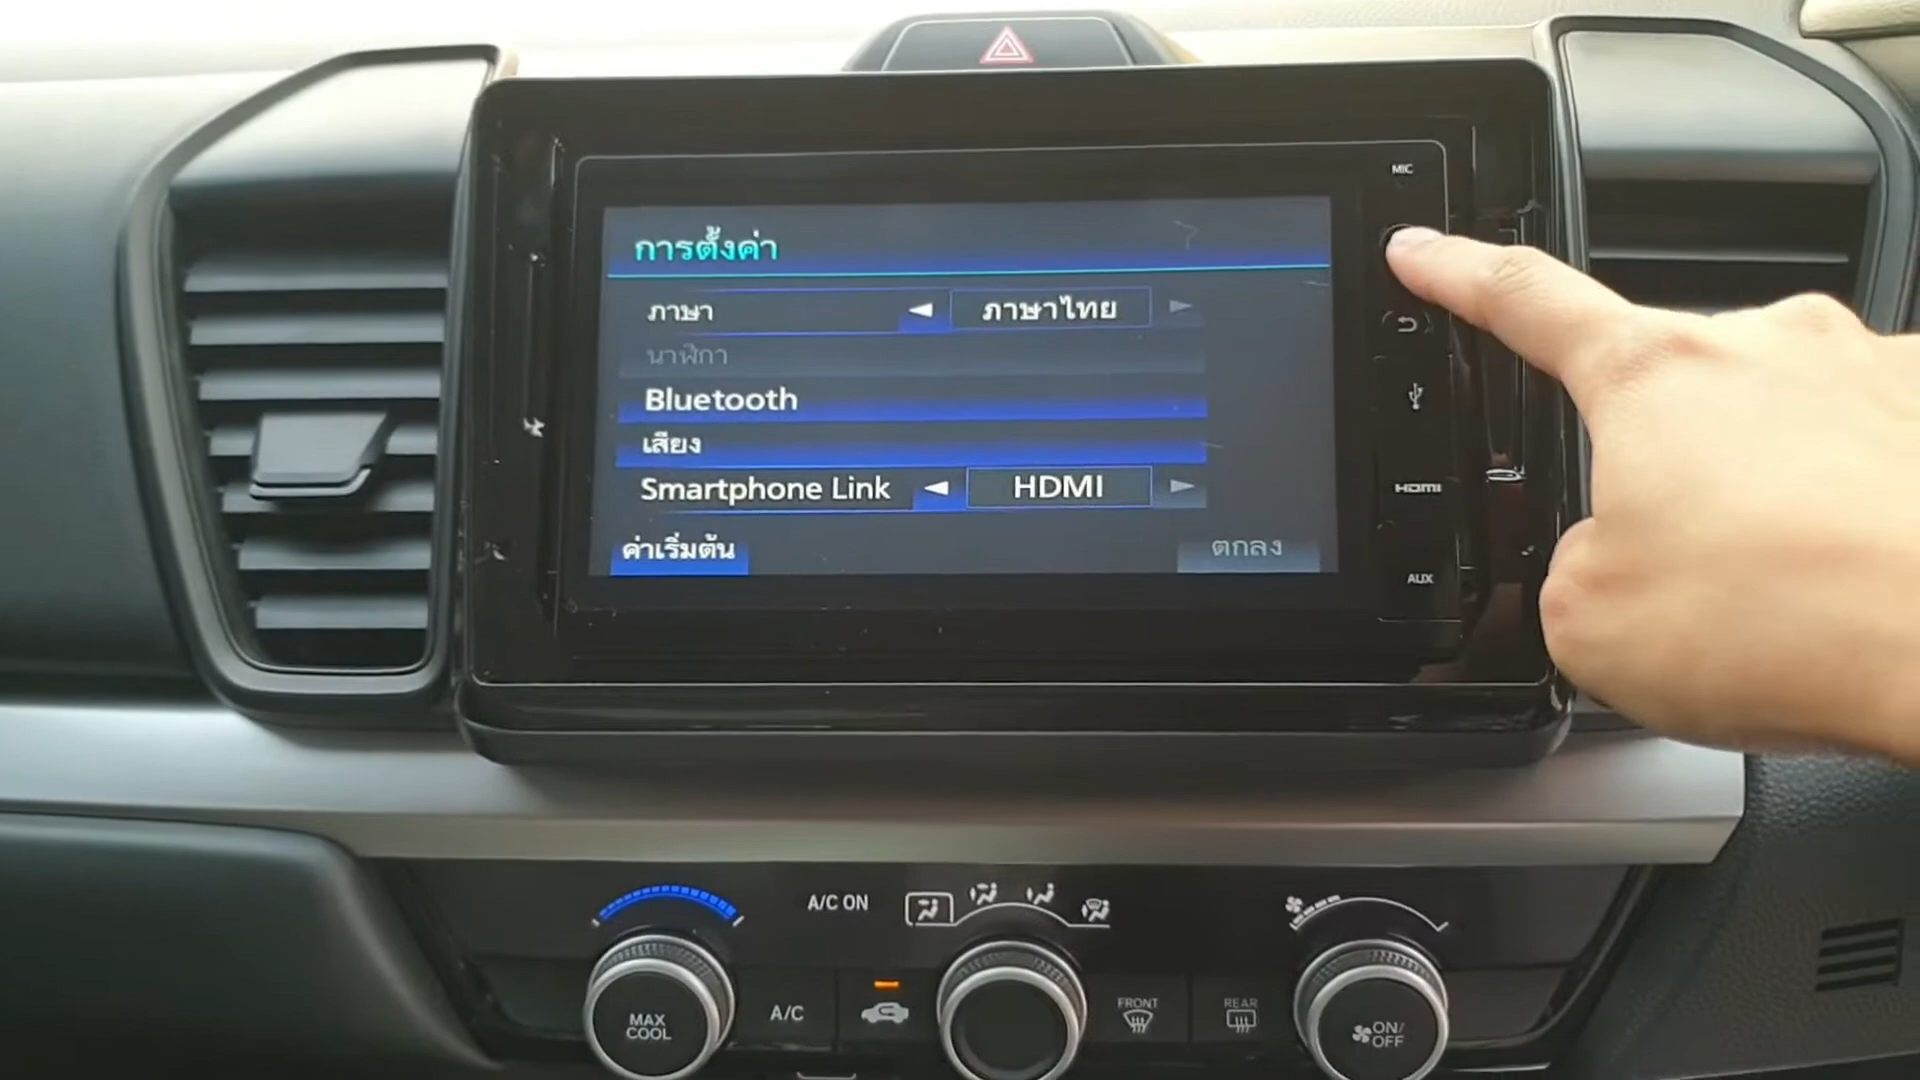 MIC
การตั้งค่า
ภาษา ภาษาไทย
นาฬิกา
Bluetooth
เสียง
Smartphone Link HDMI
HDMI
ค่าเริ่มต้น ตกลง
AUX
A/C ON
MAX COOL
A/C
FRONT
REAR
ON/OFF